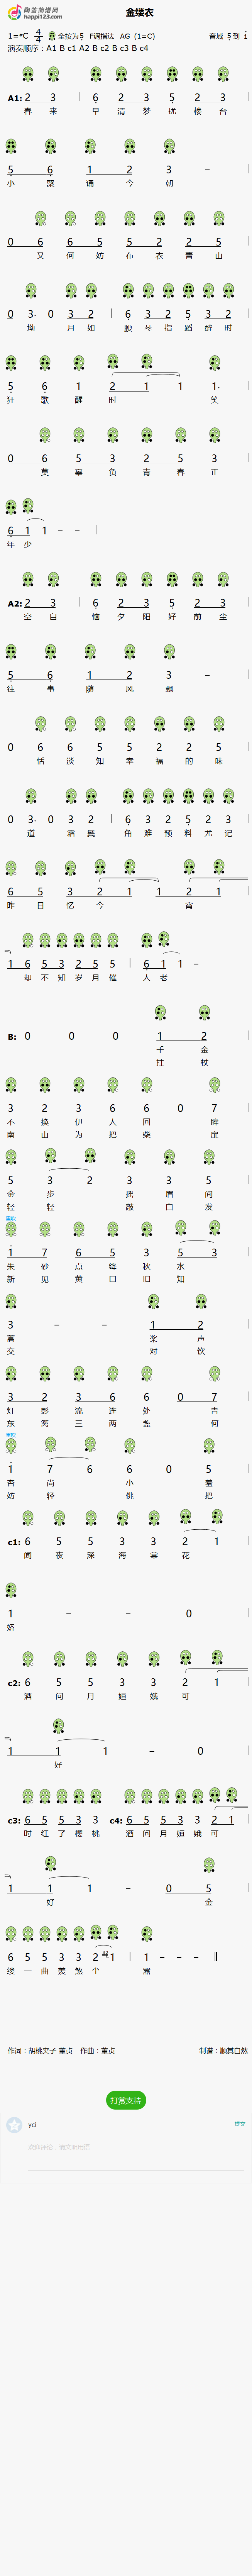 陶笛简谱网
happi123.com
金缕衣
1=♯C 4/4 全按为5 F调指法 AG (1=C) 音域 5 到 1
演奏顺序：A1 B c1 A2 B c2 B c3 B c4
A1: 2 3 | 6 2 3 5 2 3 |
春 来 早 清 梦 扰 楼 台
5 6 1 2 3 – |
小 聚 诵 今 朝
0 6 6 5 5 2 2 5 |
又 何 妨 布 衣 青 山
0 3· 0 3 2 | 6 3 2 5 3 2 |
坳 月 如 腰 琴 指 蹈 醉 时
5 6 1 2 1 1 1· |
狂 歌 醒 时 笑
0 6 5 3 2 5 3 |
莫 辜 负 青 春 正
6 1 1 – – |
年 少
A2: 2 3 | 6 2 3 5 2 3 |
空 自 恼 夕 阳 好 前 尘
5 6 1 2 3 – |
往 事 随 风 飘
0 6 6 5 5 2 2 5 |
恬 淡 知 幸 福 的 味
0 3· 0 3 2 | 6 3 2 5 2 3 |
道 霜 鬓 角 难 预 料 尤 记
6 5 3 2 1 1 2 1 |
昨 日 忆 今 宵
1 6 5 3 2 5 5 | 6 1 1 –
却 不 知 岁 月 催 人 老
B: 0 0 0 1 2 |
千 金
拄 杖
3 2 3 6 6 0 7 |
不 换 伊 人 回 眸
南 山 为 把 柴 扉
5 3 2 3 3 5 |
金 步 摇 眉 间
轻 轻 敲 白 发
重吹
1 7 6 5 3 5 3 |
朱 砂 点 绛 秋 水
新 见 黄 口 旧 知
3 – – 1 2 |
蒿 桨 声
交 对 饮
3 2 3 6 6 0 7 |
灯 影 流 连 处 青
东 篱 三 两 盏 何
重吹
1 7 6 6 0 5 |
杏 尚 小 羞
妨 轻 佻 把
c1: 6 5 5 3 3 2 1 |
闻 夜 深 海 棠 花
1 – – 0 |
娇
c2: 6 5 5 3 3 2 1 |
酒 问 月 姮 娥 可
1 1 1 – 0 |
好
c3: 6 5 5 3 3 c4: 6 5 5 3 3 2 1 |
时 红 了 樱 桃 酒 问 月 姮 娥 可
1 1 1 – 0 5 |
好 金
6 5 5 3 3 2 1 | 1 – – – ‖
缕 一 曲 羡 煞 尘 嚣
作词：胡桃夹子 董贞 作曲：董贞 制谱：顺其自然
打赏支持
yci
提交